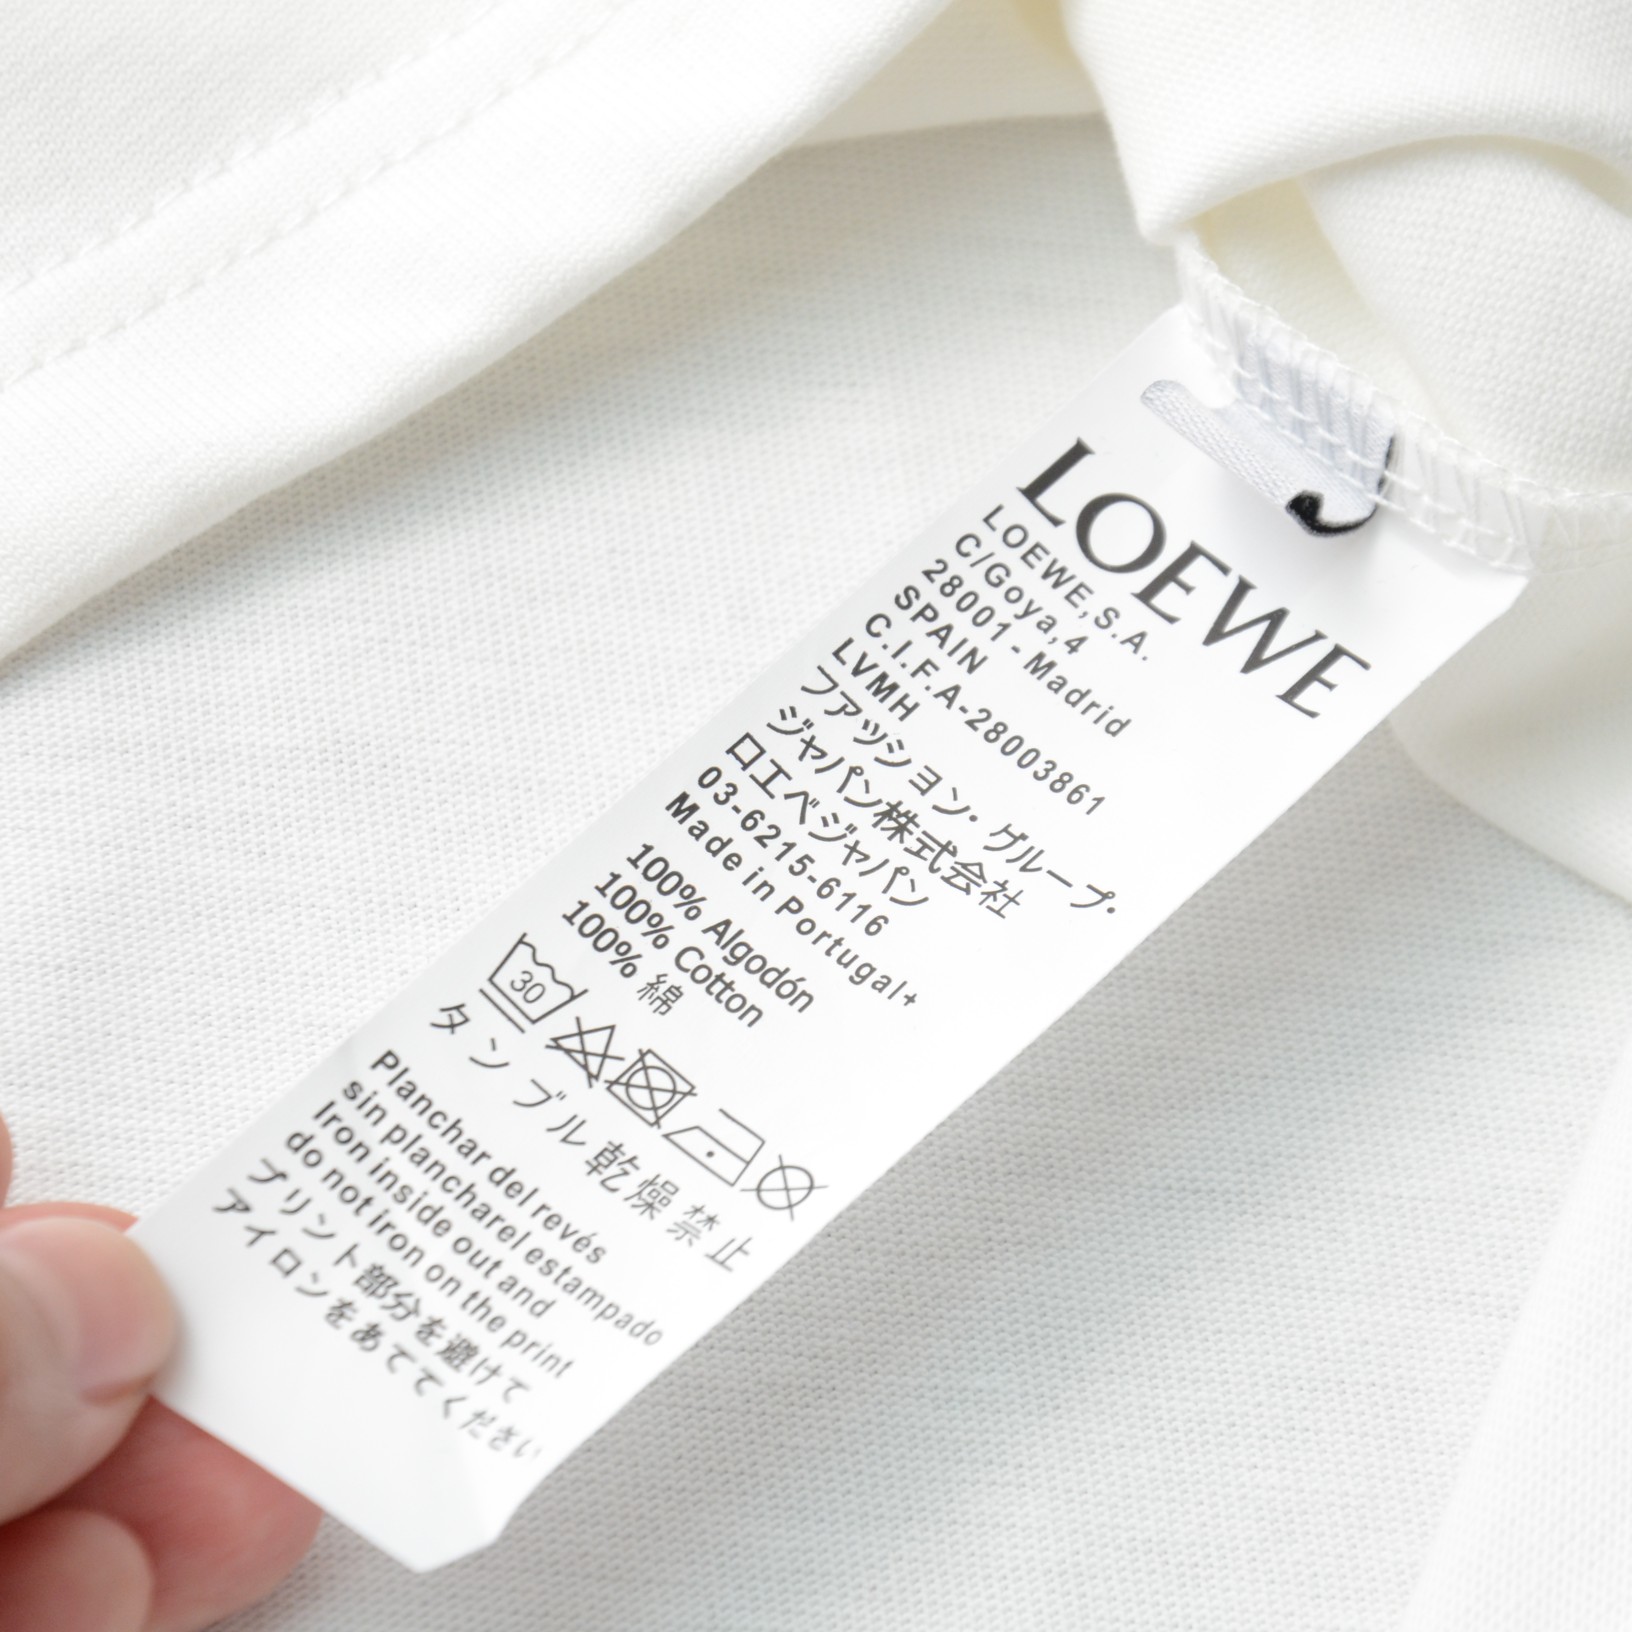 LOEWE
LOEWE,S.A.
C/Goya,4
28001-Madrid
SPAIN
C.I.F.A-28003861
LVMH
ファッション・グループ・
ジャパン株式会社
ロエベジャパン
03-6215-6116
Made in Portugal+
100% Algodón
100% Cotton
100% 綿
30
タンブル乾燥禁止
Planchar del revés
sin plancharel estampado
Iron inside out and
do not iron on the print
プリント部分を避けて
アイロンをあててください